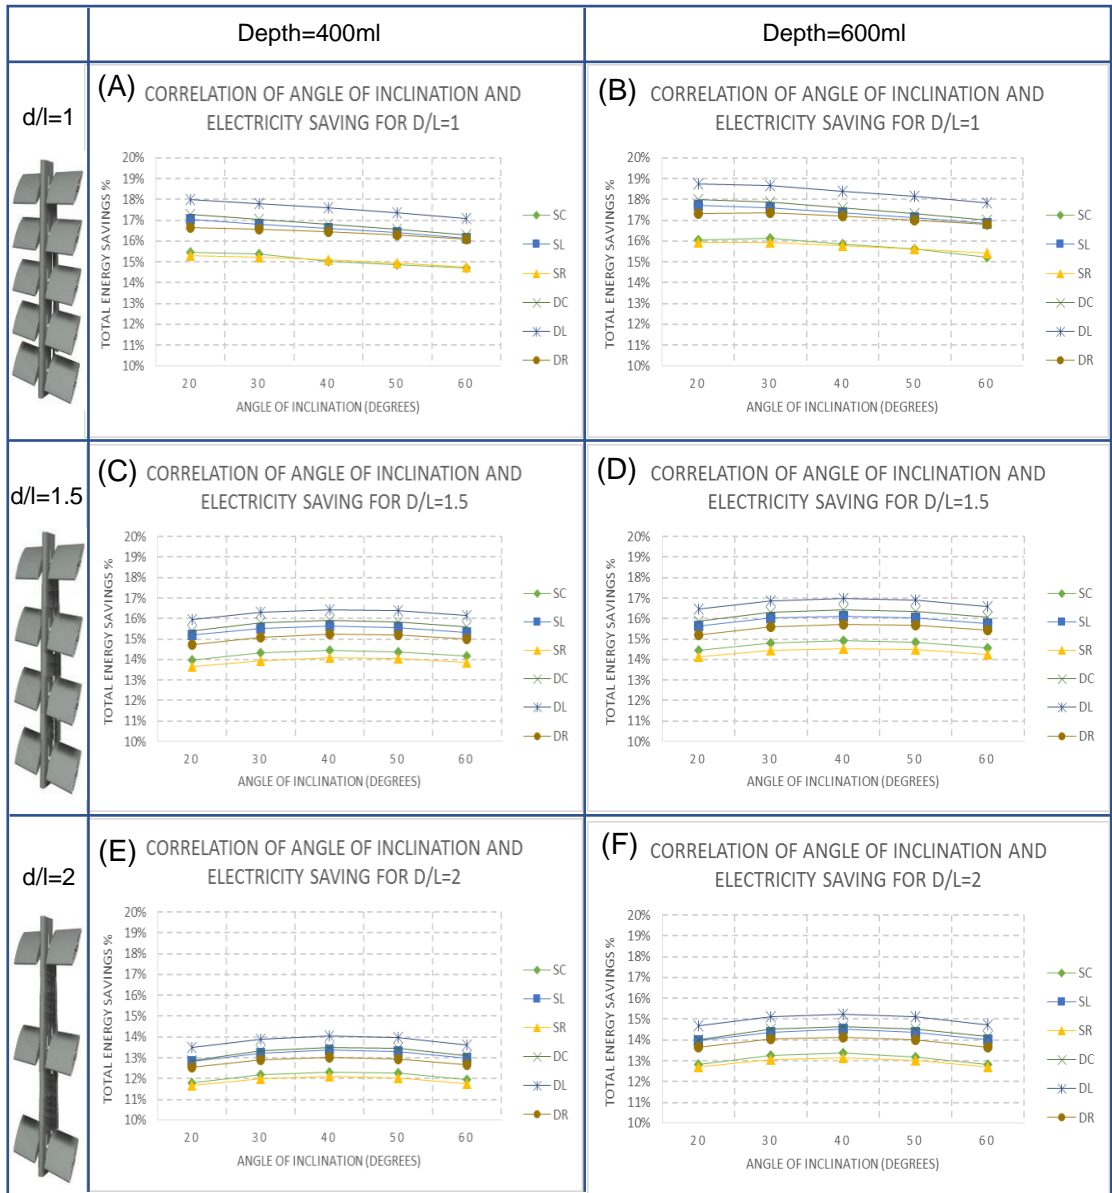 Depth=400ml
Depth=600ml
d/l=1
(A)
CORRELATION OF ANGLE OF INCLINATION AND
ELECTRICITY SAVING FOR D/L=1
TOTAL ENERGY SAVINGS %
20%
19%
18%
17%
16%
15%
14%
13%
12%
11%
10%
20 30 40 50 60
ANGLE OF INCLINATION (DEGREES)
SC
SL
SR
DC
DL
DR
(B)
CORRELATION OF ANGLE OF INCLINATION AND
ELECTRICITY SAVING FOR D/L=1
TOTAL ENERGY SAVINGS %
20%
19%
18%
17%
16%
15%
14%
13%
12%
11%
10%
20 30 40 50 60
ANGLE OF INCLINATION (DEGREES)
SC
SL
SR
DC
DL
DR
d/l=1.5
(C)
CORRELATION OF ANGLE OF INCLINATION AND
ELECTRICITY SAVING FOR D/L=1.5
TOTAL ENERGY SAVINGS %
20%
19%
18%
17%
16%
15%
14%
13%
12%
11%
10%
20 30 40 50 60
ANGLE OF INCLINATION (DEGREES)
SC
SL
SR
DC
DL
DR
(D)
CORRELATION OF ANGLE OF INCLINATION AND
ELECTRICITY SAVING FOR D/L=1.5
TOTAL ENERGY SAVINGS %
20%
19%
18%
17%
16%
15%
14%
13%
12%
11%
10%
20 30 40 50 60
ANGLE OF INCLINATION (DEGREES)
SC
SL
SR
DC
DL
DR
d/l=2
(E)
CORRELATION OF ANGLE OF INCLINATION AND
ELECTRICITY SAVING FOR D/L=2
TOTAL ENERGY SAVINGS %
20%
19%
18%
17%
16%
15%
14%
13%
12%
11%
10%
20 30 40 50 60
ANGLE OF INCLINATION (DEGREES)
SC
SL
SR
DC
DL
DR
(F)
CORRELATION OF ANGLE OF INCLINATION AND
ELECTRICITY SAVING FOR D/L=2
TOTAL ENERGY SAVINGS %
20%
19%
18%
17%
16%
15%
14%
13%
12%
11%
10%
20 30 40 50 60
ANGLE OF INCLINATION (DEGREES)
SC
SL
SR
DC
DL
DR